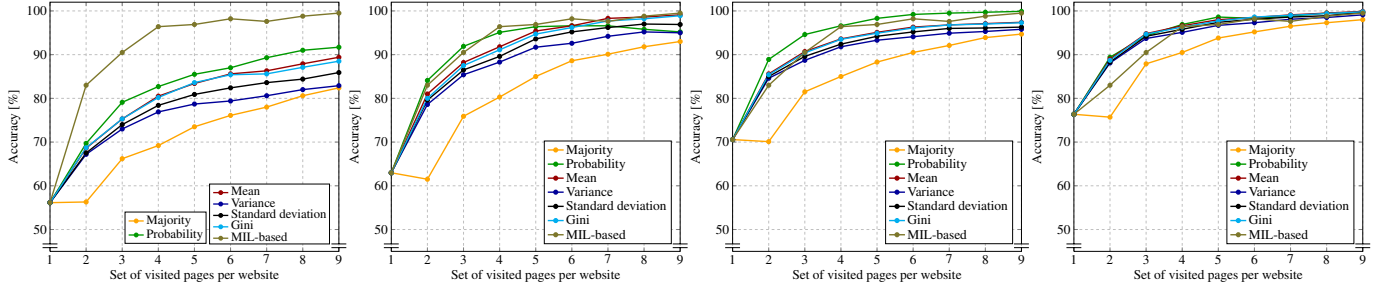 Accuracy [%]
100
90
80
70
60
50
1 2 3 4 5 6 7 8 9
Set of visited pages per website
Majority
Probability
Mean
Variance
Standard deviation
Gini
MIL-based
Accuracy [%]
100
90
80
70
60
50
1 2 3 4 5 6 7 8 9
Set of visited pages per website
Majority
Probability
Mean
Variance
Standard deviation
Gini
MIL-based
Accuracy [%]
100
90
80
70
60
50
1 2 3 4 5 6 7 8 9
Set of visited pages per website
Majority
Probability
Mean
Variance
Standard deviation
Gini
MIL-based
Accuracy [%]
100
90
80
70
60
50
1 2 3 4 5 6 7 8 9
Set of visited pages per website
Majority
Probability
Mean
Variance
Standard deviation
Gini
MIL-based